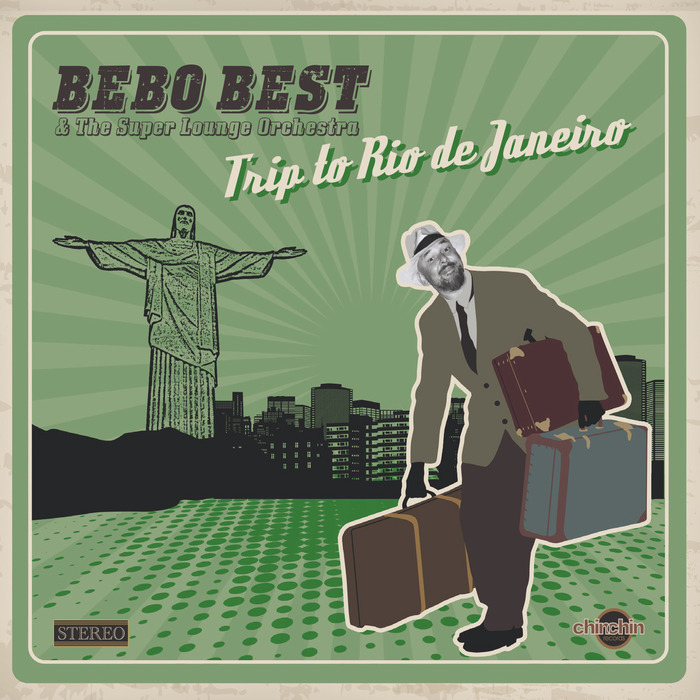 BEBO BEST
& The Super Lounge Orchestra
Trip to Rio de Janeiro
STEREO
chinchin
records